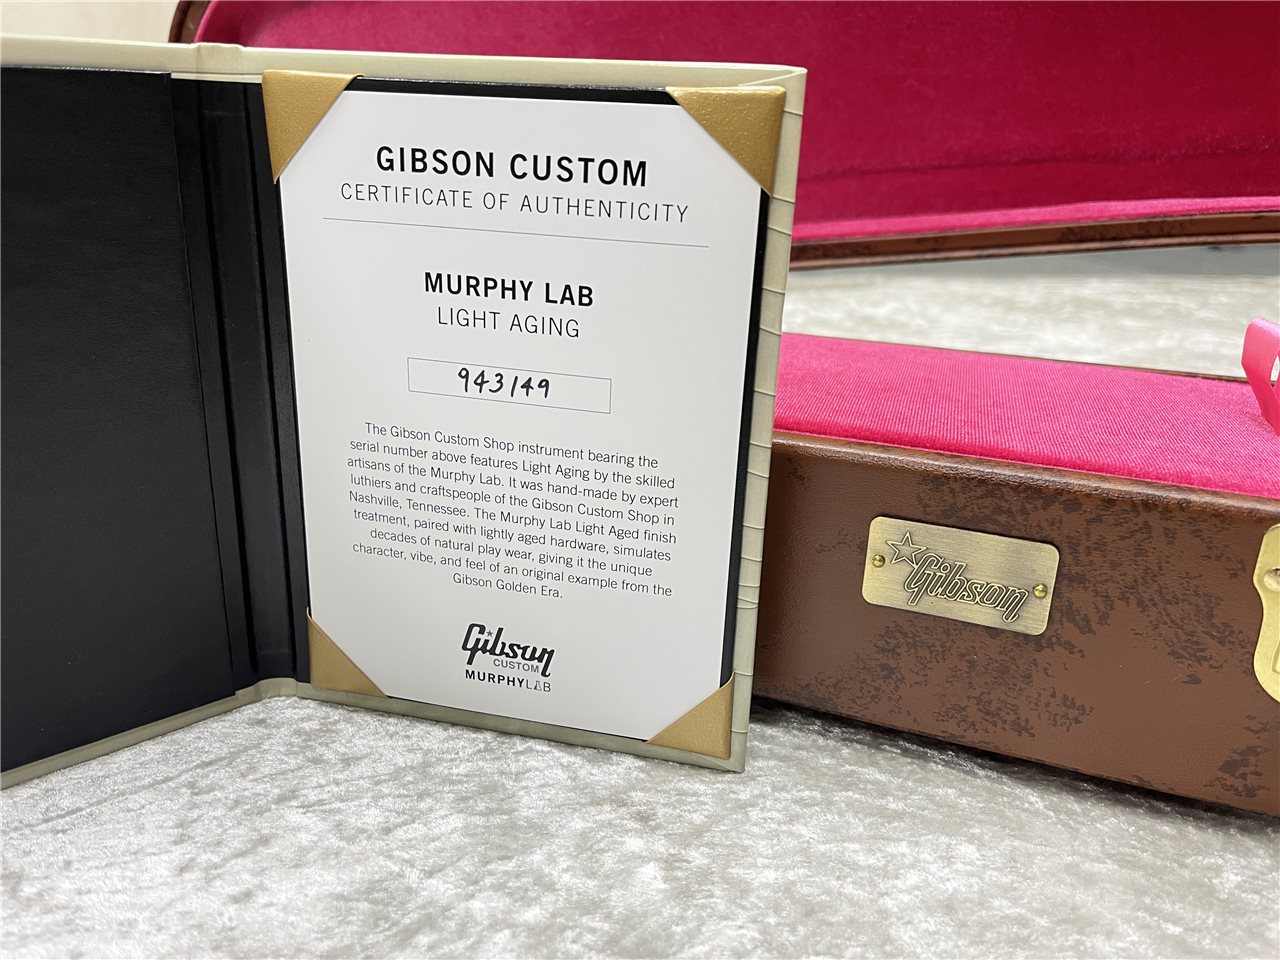 GIBSON CUSTOM
CERTIFICATE OF AUTHENTICITY
MURPHY LAB
LIGHT AGING
943149
The Gibson Custom Shop instrument bearing the
serial number above features Light Aging by the skilled
artisans of the Murphy Lab. It was hand-made by expert
luthiers and craftspeople of the Gibson Custom Shop in
Nashville, Tennessee. The Murphy Lab Light Aged finish
treatment, paired with lightly aged hardware, simulates
decades of natural play wear, giving it the unique
character, vibe, and feel of an original example from the
Gibson Golden Era.
Gibson
CUSTOM
MURPHYLAB
Gibson